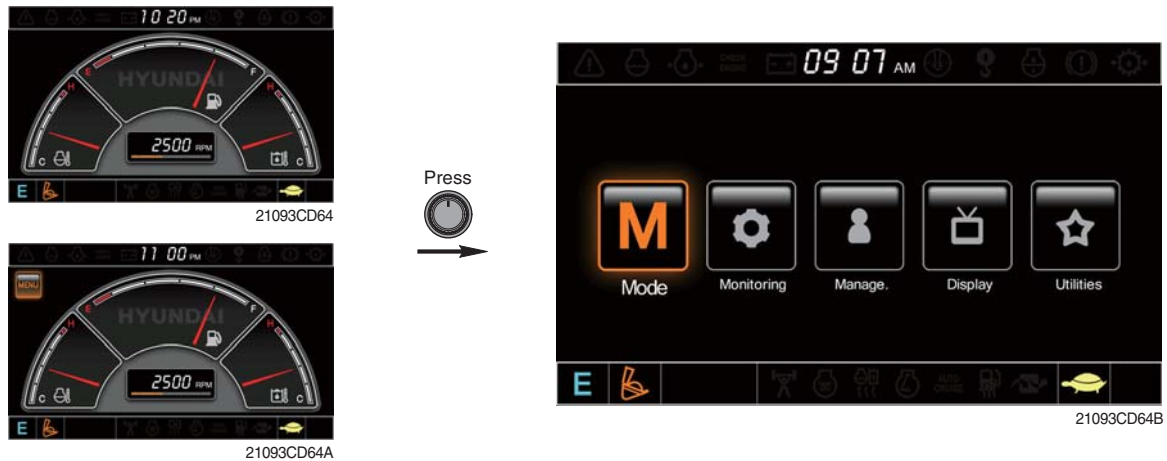 10 20 PM
E F
HYUNDAI
H H
2500 RPM
C C
E
21093CD64
11 00 PM
MENU
E F
HYUNDAI
H H
2500 RPM
C C
E
21093CD64A
Press
CHECK
ENGINE
09 07 AM
M
Mode Monitoring Manage. Display Utilities
E
AUTO
CRUISE
21093CD64B